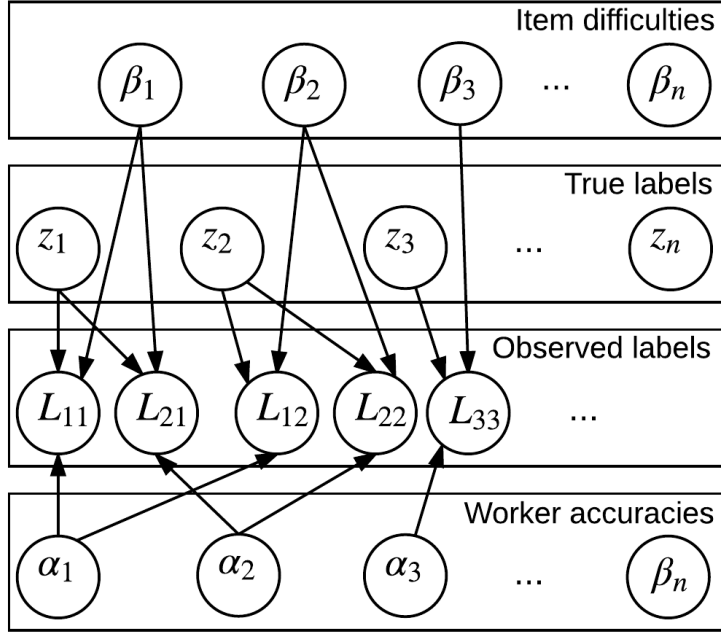 Item difficulties
β1 β2 β3 ... βn
True labels
z1 z2 z3 ... zn
Observed labels
L11 L21 L12 L22 L33 ...
Worker accuracies
α1 α2 α3 ... βn